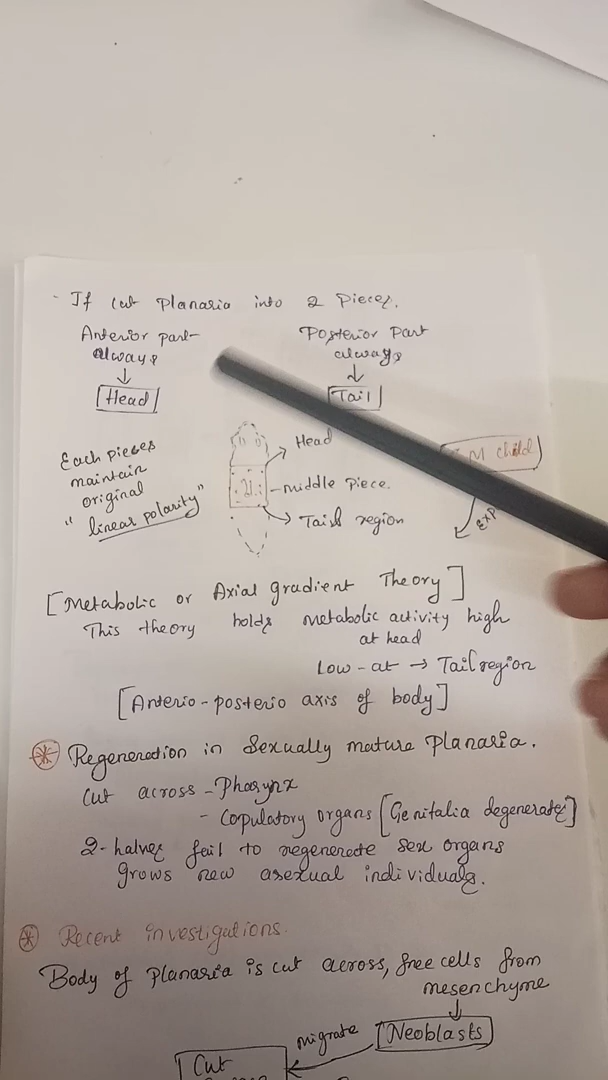 - If cut Planaria into 2 Pieces.
Anterior part- always
↓
Head
Posterior Part always
↓
Tail
Each pieces maintain original "linear polarity"
Head
middle piece.
Tail region
M child
Exp
[Metabolic or Axial gradient Theory]
This theory holds metabolic activity high
at head
Low-at → Tail region
[Anterio-posterio axis of body]
Regeneration in Sexually mature Planaria.
Cut across - Pharynx
- Copulatory organs [Genitalia degenerates]
2-halves fail to regenerate sex organs
grows new asexual individuals.
Recent investigations.
Body of Planaria is cut across, free cells from
mesenchyme
↓
migrate
Neoblasts
Cut